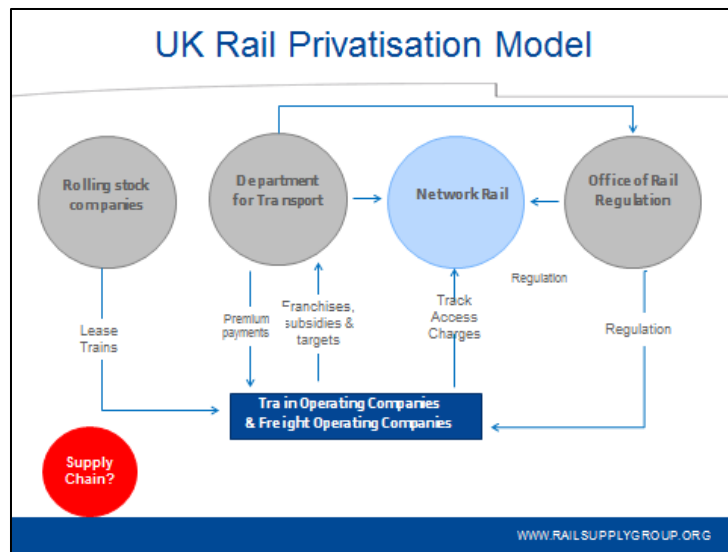 UK Rail Privatisation Model
Rolling stock
companies
Department
for Transport
Network Rail
Office of Rail
Regulation
Regulation
Lease
Trains
Premium
payments
Franchises,
subsidies &
targets
Track
Access
Charges
Regulation
Train Operating Companies
& Freight Operating Companies
Supply
Chain?
WWW.RAILSUPPLYGROUP.ORG